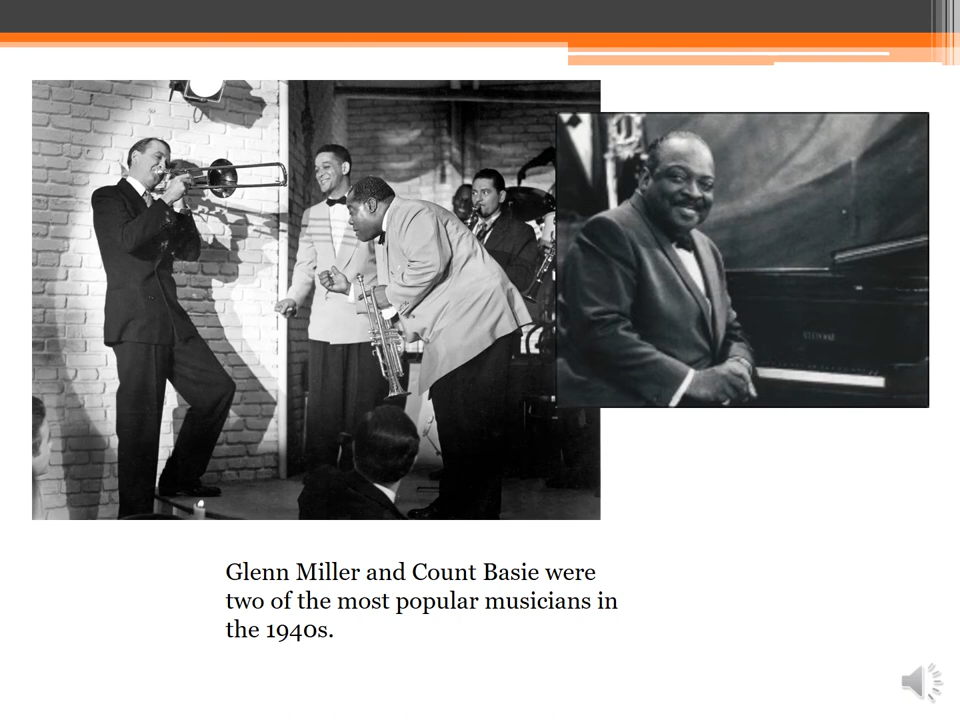 Glenn Miller and Count Basie were
two of the most popular musicians in
the 1940s.